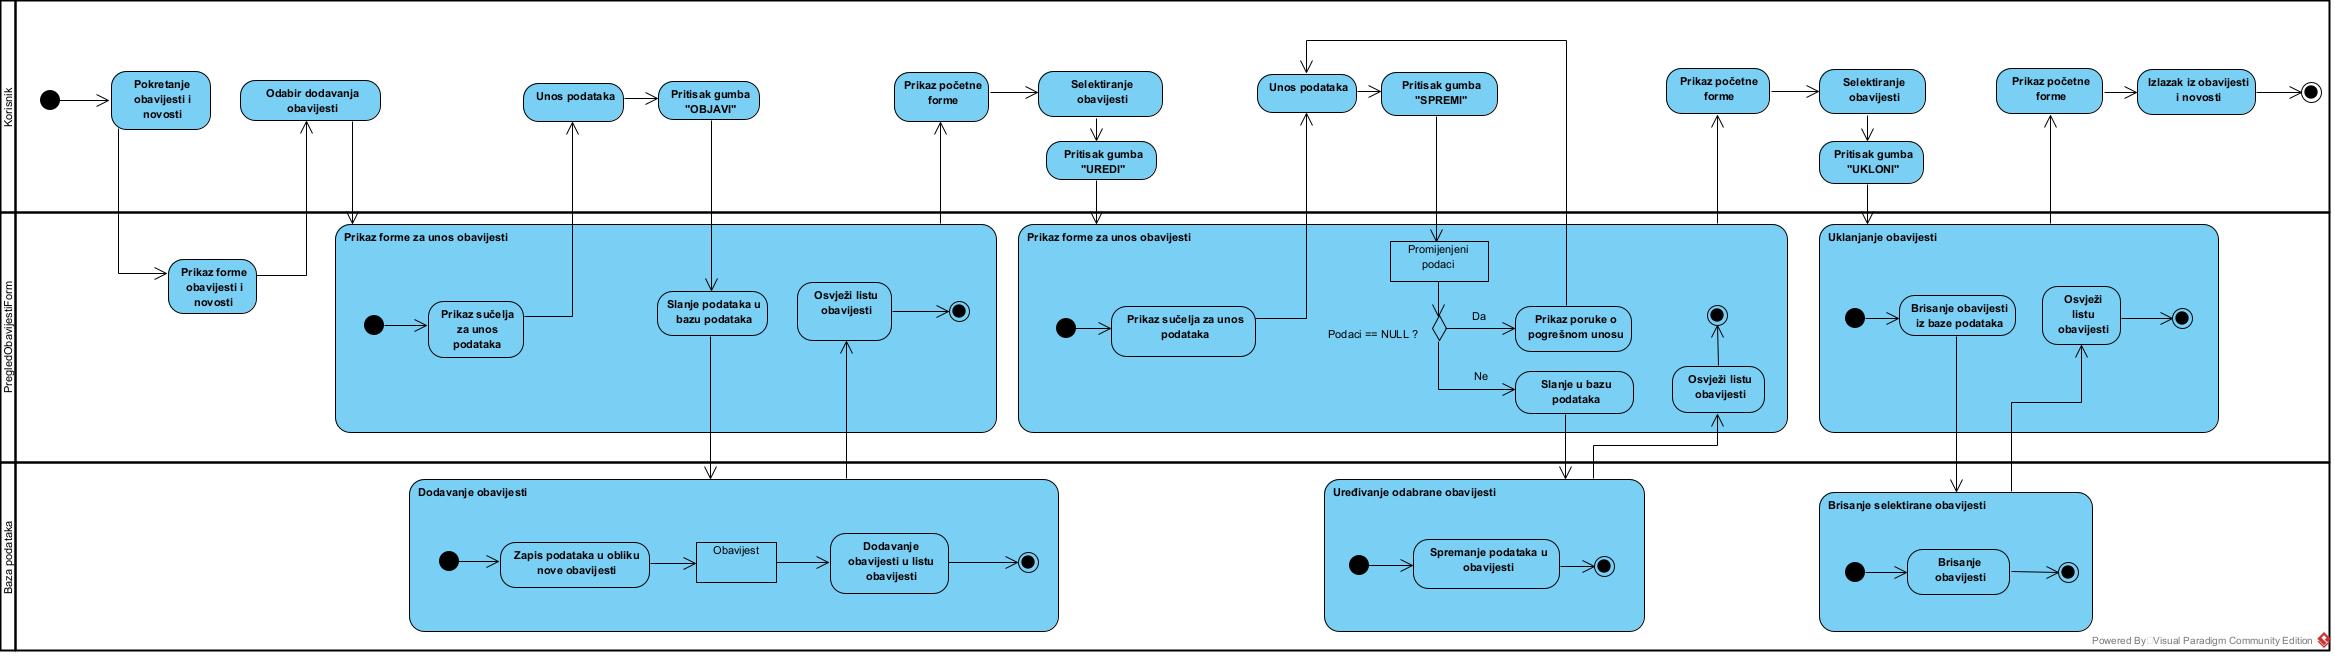 Korisnik
Pokretanje
obavijesti i
novosti
Odabir dodavanja
obavijesti
Unos podataka
Pritisak gumba
"OBJAVI"
Prikaz početne
forme
Selektiranje
obavijesti
Pritisak gumba
"UREDI"
Unos podataka
Pritisak gumba
"SPREMI"
Prikaz početne
forme
Selektiranje
obavijesti
Pritisak gumba
"UKLONI"
Prikaz početne
forme
Izlazak iz obavijesti
i novosti
PregledObavijestiForm
Prikaz forme
obavijesti i
novosti
Prikaz forme za unos obavijesti
Prikaz sučelja
za unos
podataka
Slanje podataka u
bazu podataka
Osvježi listu
obavijesti
Prikaz forme za unos obavijesti
Prikaz sučelja za unos
podataka
Promijenjeni
podaci
Podaci == NULL ?
Da
Prikaz poruke o
pogrešnom unosu
Ne
Slanje u bazu
podataka
Osvježi listu
obavijesti
Uklanjanje obavijesti
Brisanje obavijesti
iz baze podataka
Osvježi
listu
obavijesti
Baza podataka
Dodavanje obavijesti
Zapis podataka u obliku
nove obavijesti
Obavijest
Dodavanje
obavijesti u listu
obavijesti
Uređivanje odabrane obavijesti
Spremanje podataka u
obavijesti
Brisanje selektirane obavijesti
Brisanje
obavijesti
Powered By Visual Paradigm Community Edition